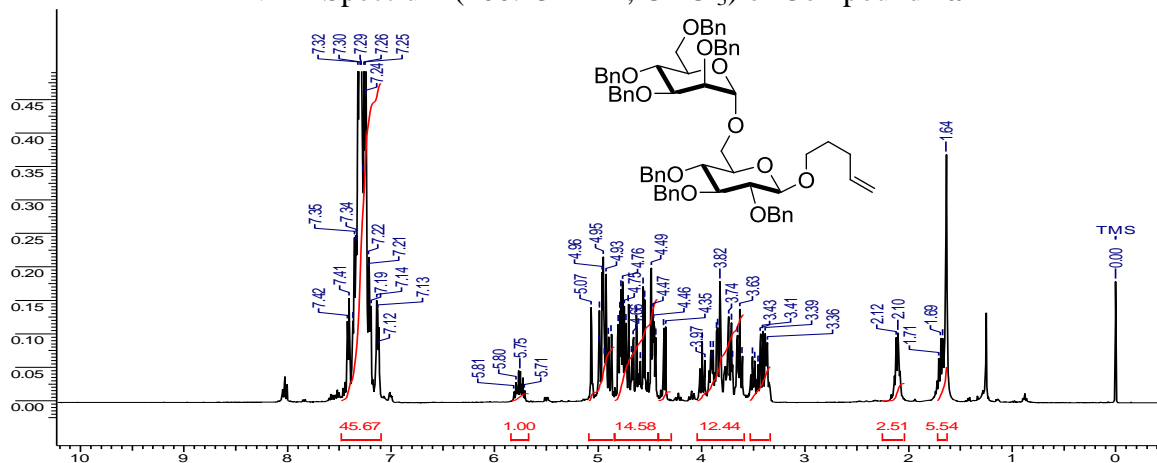 Spectrum of Compound
7.32 7.30 7.29 7.26 7.25
7.24
OBn
OBn
O
BnO
BnO
O
BnO
BnO
O
O
OBn
7.35 7.34 7.22 7.21
7.42 7.41 7.19 7.14 7.13
7.12
5.81 5.80 5.75 5.71
5.07 4.96 4.95 4.93 4.76 4.75 4.66 4.49 4.47 4.46 4.35
3.97 3.82 3.74 3.63 3.43 3.41 3.39 3.36
2.12 2.10 1.71 1.69 1.64
TMS
0.00
0.45
0.40
0.35
0.30
0.25
0.20
0.15
0.10
0.05
0.00
45.67 1.00 14.58 12.44 2.51 5.54
10 9 8 7 6 5 4 3 2 1 0